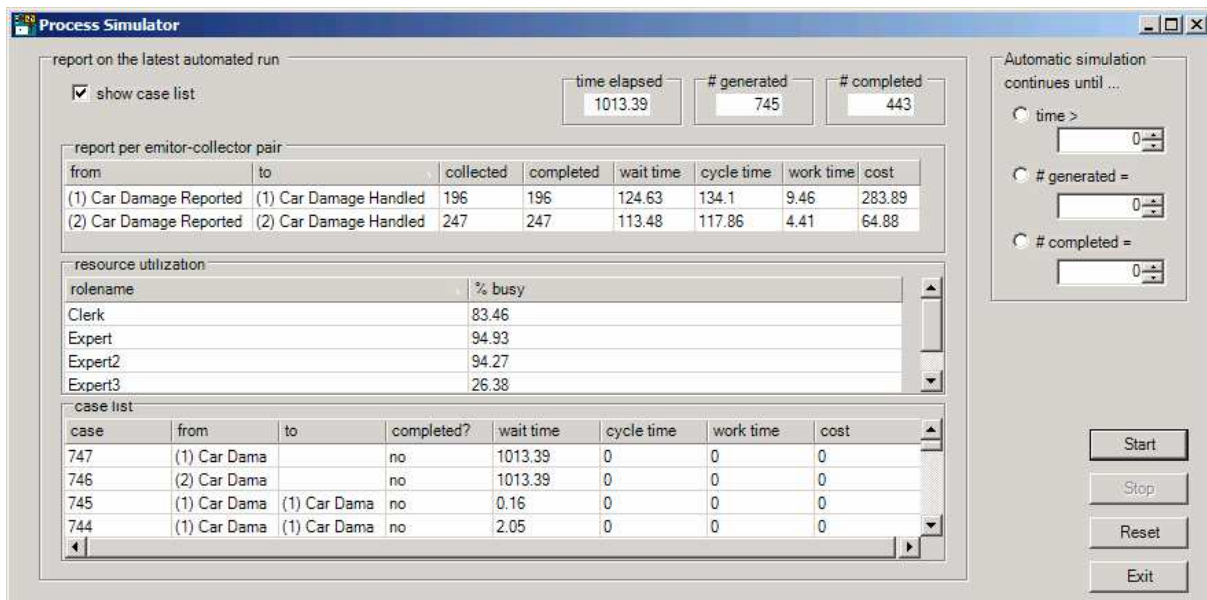 Process Simulator
report on the latest automated run
show case list
time elapsed
1013.39
# generated
745
# completed
443
report per emitor-collector pair
from to collected completed wait time cycle time work time cost
(1) Car Damage Reported (1) Car Damage Handled 196 196 124.63 134.1 9.46 283.89
(2) Car Damage Reported (2) Car Damage Handled 247 247 113.48 117.86 4.41 64.88
resource utilization
rolename % busy
Clerk 83.46
Expert 94.93
Expert2 94.27
Expert3 26.38
case list
case from to completed? wait time cycle time work time cost
747 (1) Car Dama no 1013.39 0 0 0
746 (2) Car Dama no 1013.39 0 0 0
745 (1) Car Dama (1) Car Dama no 0.16 0 0 0
744 (1) Car Dama (1) Car Dama no 2.05 0 0 0
Automatic simulation
continues until ...
time >
0
# generated =
0
# completed =
0
Start
Stop
Reset
Exit